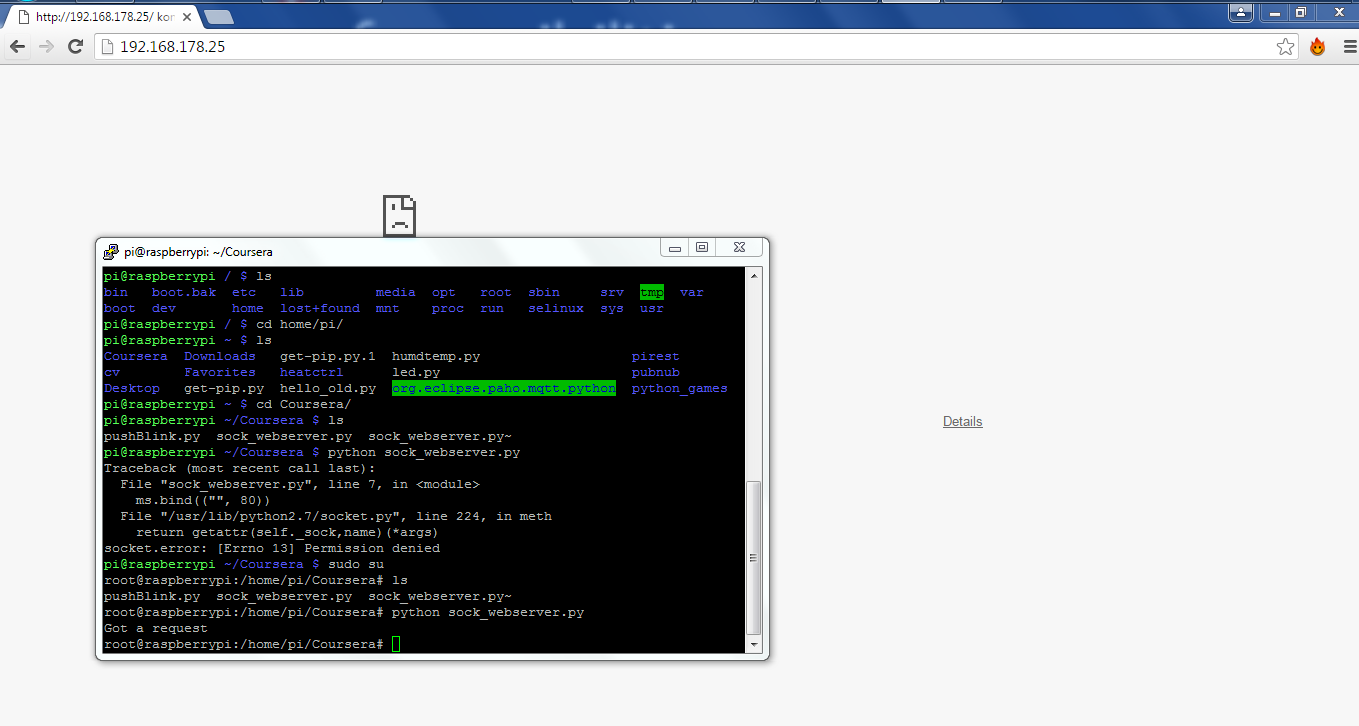 http://192.168.178.25/ kor
192.168.178.25
pi@raspberrypi: ~/Coursera
pi@raspberrypi / $ ls
bin   boot.bak  etc   lib         media  opt   root  sbin     srv  tmp  var
boot  dev       home  lost+found  mnt    proc  run   selinux  sys  usr
pi@raspberrypi / $ cd home/pi/
pi@raspberrypi ~ $ ls
Coursera  Downloads   get-pip.py.1  humdtemp.py                   pirest
cv        Favorites   heatctrl      led.py                        pubnub
Desktop   get-pip.py  hello_old.py  org.eclipse.paho.mqtt.python  python_games
pi@raspberrypi ~ $ cd Coursera/
pi@raspberrypi ~/Coursera $ ls
pushBlink.py  sock_webserver.py  sock_webserver.py~
pi@raspberrypi ~/Coursera $ python sock_webserver.py
Traceback (most recent call last):
  File "sock_webserver.py", line 7, in <module>
    ms.bind(("", 80))
  File "/usr/lib/python2.7/socket.py", line 224, in meth
    return getattr(self._sock,name)(*args)
socket.error: [Errno 13] Permission denied
pi@raspberrypi ~/Coursera $ sudo su
root@raspberrypi:/home/pi/Coursera# ls
pushBlink.py  sock_webserver.py  sock_webserver.py~
root@raspberrypi:/home/pi/Coursera# python sock_webserver.py
Got a request
root@raspberrypi:/home/pi/Coursera#
Details